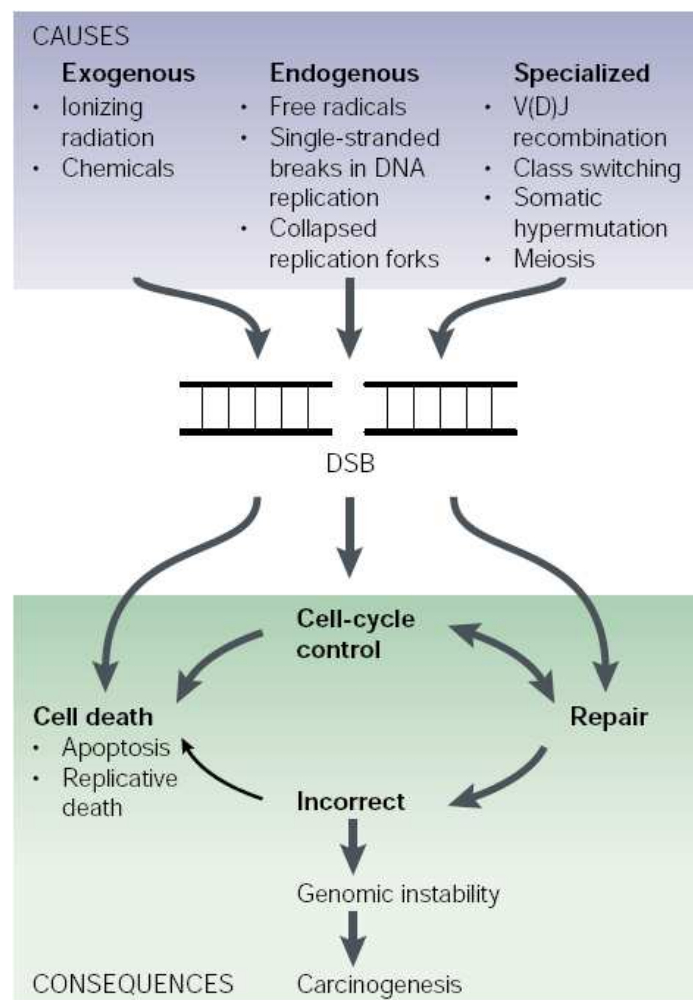 CAUSES
Exogenous
• Ionizing
radiation
• Chemicals
Endogenous
• Free radicals
• Single-stranded
breaks in DNA
replication
• Collapsed
replication forks
Specialized
• V(D)J
recombination
• Class switching
• Somatic
hypermutation
• Meiosis
DSB
Cell-cycle
control
Cell death
• Apoptosis
• Replicative
death
Repair
Incorrect
Genomic instability
Carcinogenesis
CONSEQUENCES